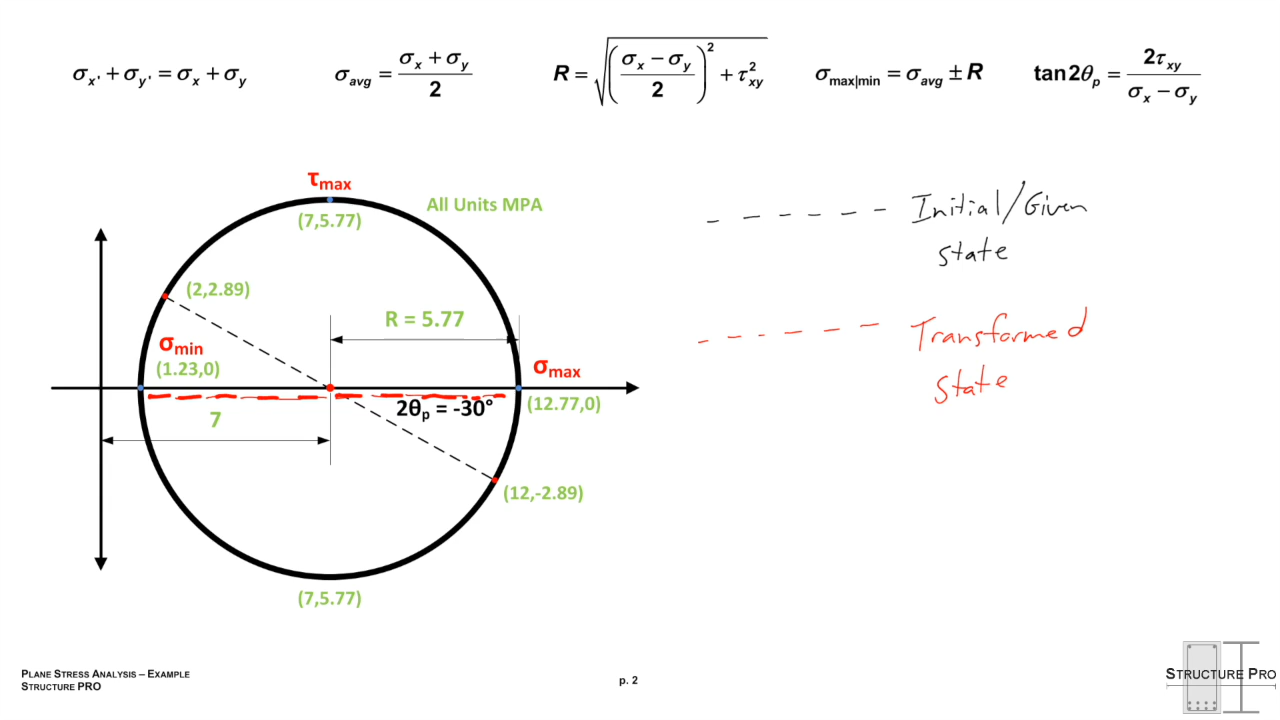 σx' + σy' = σx + σy
σavg = (σx + σy) / 2
R = √(((σx − σy) / 2)² + τ²xy)
σmax|min = σavg ± R
tan2θp = 2τxy / (σx − σy)
τmax
(7,5.77)
All Units MPA
Initial/Given
state
(2,2.89)
R = 5.77
Transformed
state
σmin
(1.23,0)
σmax
(12.77,0)
2θp = -30°
7
(12,-2.89)
(7,5.77)
PLANE STRESS ANALYSIS – EXAMPLE
STRUCTURE PRO
p. 2
STRUCTURE PRO